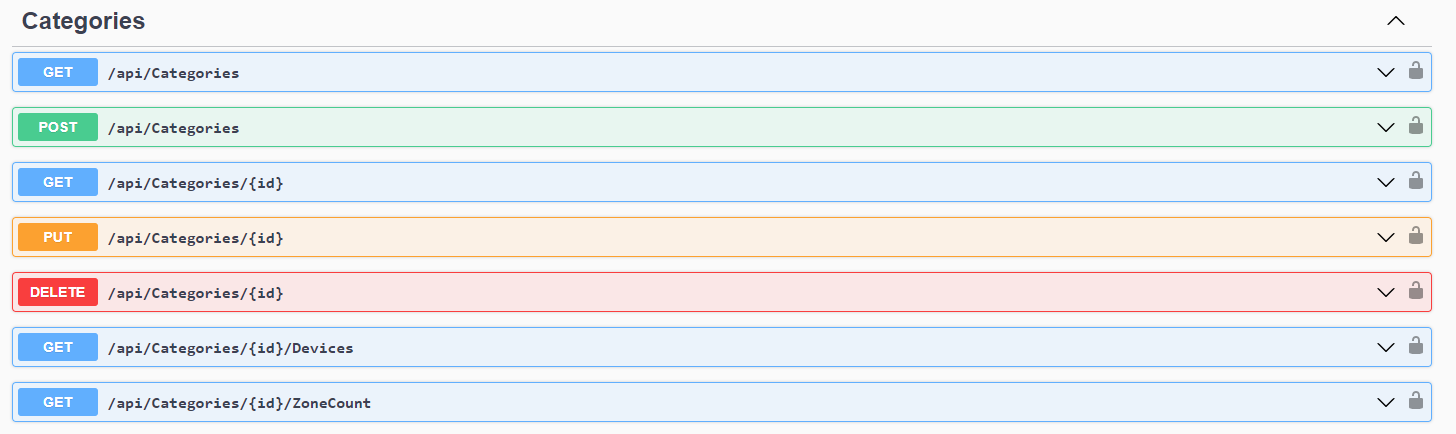 Categories
GET /api/Categories
POST /api/Categories
GET /api/Categories/{id}
PUT /api/Categories/{id}
DELETE /api/Categories/{id}
GET /api/Categories/{id}/Devices
GET /api/Categories/{id}/ZoneCount